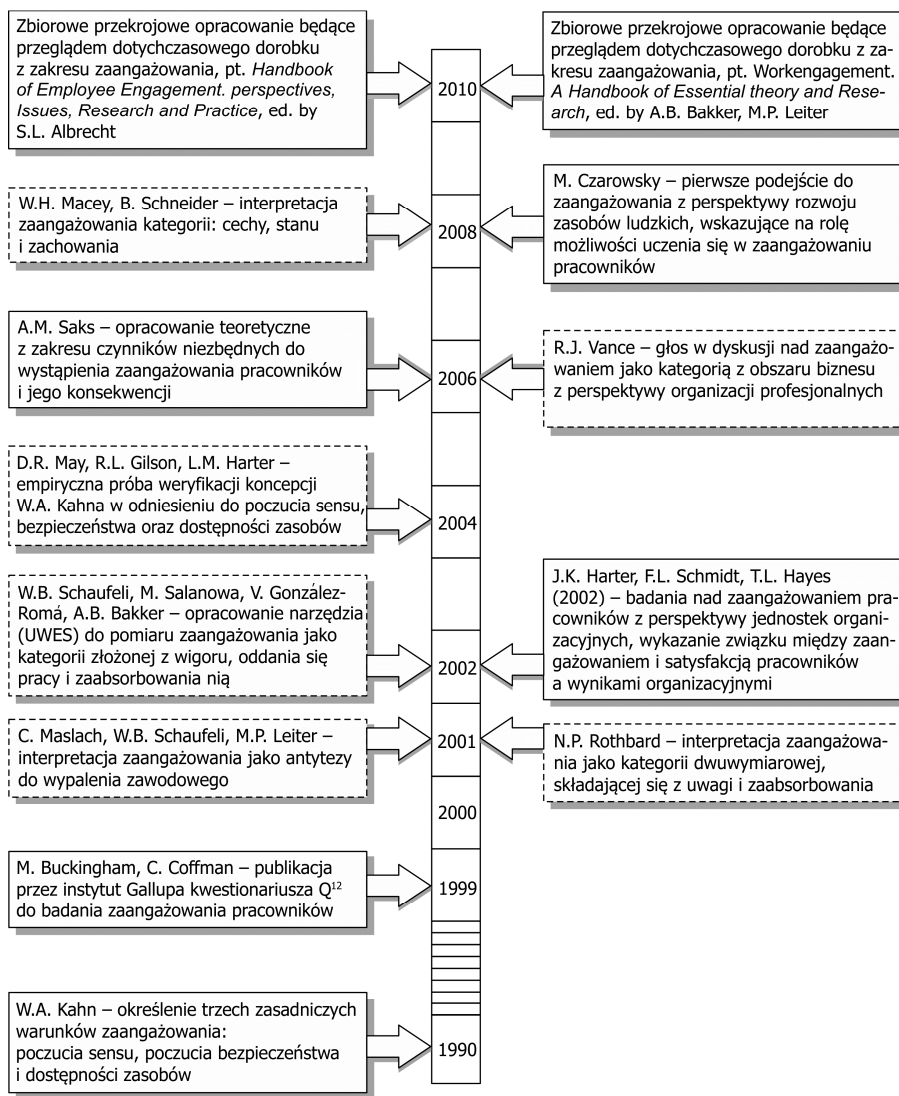 Zbiorowe przekrojowe opracowanie będące
przeglądem dotychczasowego dorobku
z zakresu zaangażowania, pt. Handbook
of Employee Engagement. perspectives,
Issues, Research and Practice, ed. by
S.L. Albrecht
2010
Zbiorowe przekrojowe opracowanie będące
przeglądem dotychczasowego dorobku z za-
kresu zaangażowania, pt. Workengagement.
A Handbook of Essential theory and Rese-
arch, ed. by A.B. Bakker, M.P. Leiter
W.H. Macey, B. Schneider – interpretacja
zaangażowania kategorii: cechy, stanu
i zachowania
2008
M. Czarowsky – pierwsze podejście do
zaangażowania z perspektywy rozwoju
zasobów ludzkich, wskazujące na rolę
możliwości uczenia się w zaangażowaniu
pracowników
A.M. Saks – opracowanie teoretyczne
z zakresu czynników niezbędnych do
wystąpienia zaangażowania pracowników
i jego konsekwencji
2006
R.J. Vance – głos w dyskusji nad zaangażo-
waniem jako kategorią z obszaru biznesu
z perspektywy organizacji profesjonalnych
D.R. May, R.L. Gilson, L.M. Harter –
empiryczna próba weryfikacji koncepcji
W.A. Kahna w odniesieniu do poczucia sensu,
bezpieczeństwa oraz dostępności zasobów
2004
W.B. Schaufeli, M. Salanowa, V. González-
Romá, A.B. Bakker – opracowanie narzędzia
(UWES) do pomiaru zaangażowania jako
kategorii złożonej z wigoru, oddania się
pracy i zaabsorbowania nią
2002
J.K. Harter, F.L. Schmidt, T.L. Hayes
(2002) – badania nad zaangażowaniem pra-
cowników z perspektywy jednostek organi-
zacyjnych, wykazanie związku między zaan-
gażowaniem i satysfakcją pracowników
a wynikami organizacyjnymi
C. Maslach, W.B. Schaufeli, M.P. Leiter –
interpretacja zaangażowania jako antytezy
do wypalenia zawodowego
2001
N.P. Rothbard – interpretacja zaangażowa-
nia jako kategorii dwuwymiarowej,
składającej się z uwagi i zaabsorbowania
2000
M. Buckingham, C. Coffman – publikacja
przez instytut Gallupa kwestionariusza Q¹²
do badania zaangażowania pracowników
1999
W.A. Kahn – określenie trzech zasadniczych
warunków zaangażowania:
poczucia sensu, poczucia bezpieczeństwa
i dostępności zasobów
1990